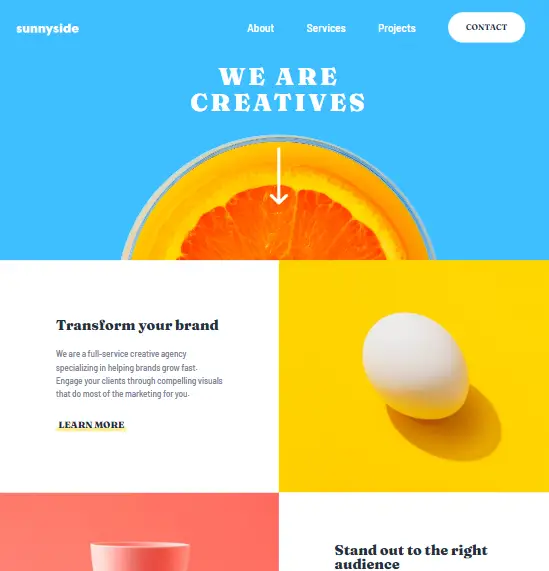 sunnyside
About
Services
Projects
CONTACT
WE ARE
CREATIVES
Transform your brand
We are a full-service creative agency
specializing in helping brands grow fast.
Engage your clients through compelling visuals
that do most of the marketing for you.
LEARN MORE
Stand out to the right
audience